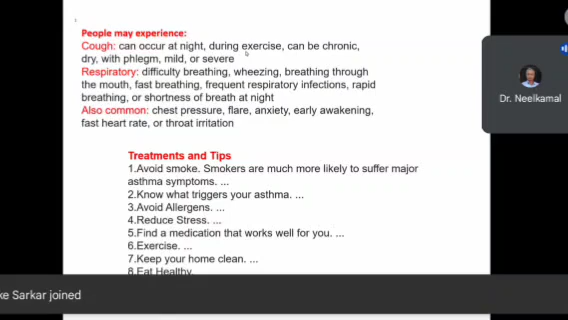 People may experience:
Cough: can occur at night, during exercise, can be chronic,
dry, with phlegm, mild, or severe
Respiratory: difficulty breathing, wheezing, breathing through
the mouth, fast breathing, frequent respiratory infections, rapid
breathing, or shortness of breath at night
Also common: chest pressure, flare, anxiety, early awakening,
fast heart rate, or throat irritation
Treatments and Tips
1.Avoid smoke. Smokers are much more likely to suffer major
asthma symptoms. ...
2.Know what triggers your asthma. ...
3.Avoid Allergens. ...
4.Reduce Stress. ...
5.Find a medication that works well for you. ...
6.Exercise. ...
7.Keep your home clean. ...
8.Eat Healthy.
Dr. Neelkamal
ke Sarkar joined